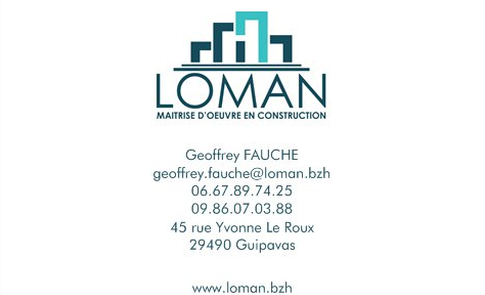 LOMAN
MAITRISE D'OEUVRE EN CONSTRUCTION
Geoffrey FAUCHE
geoffrey.fauche@loman.bzh
06.67.89.74.25
09.86.07.03.88
45 rue Yvonne Le Roux
29490 Guipavas
www.loman.bzh